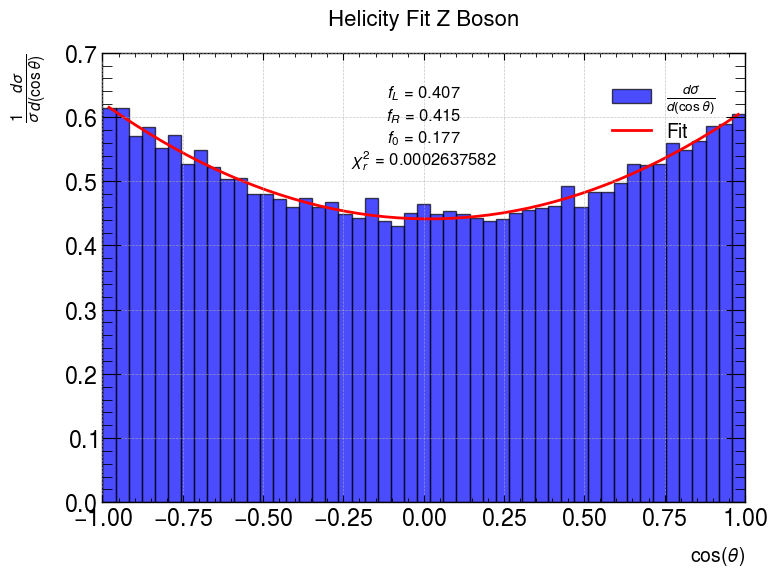 Helicity Fit Z Boson
1/σ dσ/d(cos θ)
0.7
0.6
0.5
0.4
0.3
0.2
0.1
0.0
f_L = 0.407
f_R = 0.415
f_0 = 0.177
χ_r^2 = 0.0002637582
dσ/d(cos θ)
Fit
−1.00 −0.75 −0.50 −0.25 0.00 0.25 0.50 0.75 1.00
cos(θ)